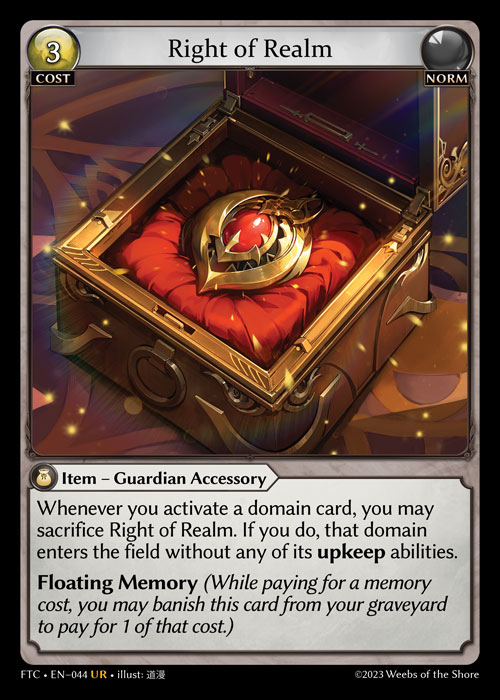 3
Right of Realm
COST
NORM
Item – Guardian Accessory
Whenever you activate a domain card, you may
sacrifice Right of Realm. If you do, that domain
enters the field without any of its upkeep abilities.
Floating Memory (While paying for a memory
cost, you may banish this card from your graveyard
to pay for 1 of that cost.)
FTC • EN–044 UR • illust: 道漫
©2023 Weebs of the Shore